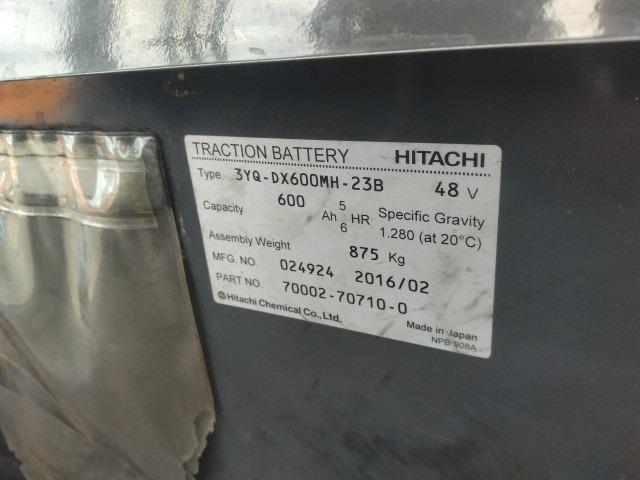 TRACTION BATTERY HITACHI
Type 3YQ-DX600MH-23B 48 V
Capacity 600 Ah 5 HR Specific Gravity
6 1.280 (at 20°C)
Assembly Weight 875 Kg
MFG. NO. 024924 2016/02
PART NO. 70002-70710-0
Hitachi Chemical Co., Ltd. Made in Japan
NPB 908A